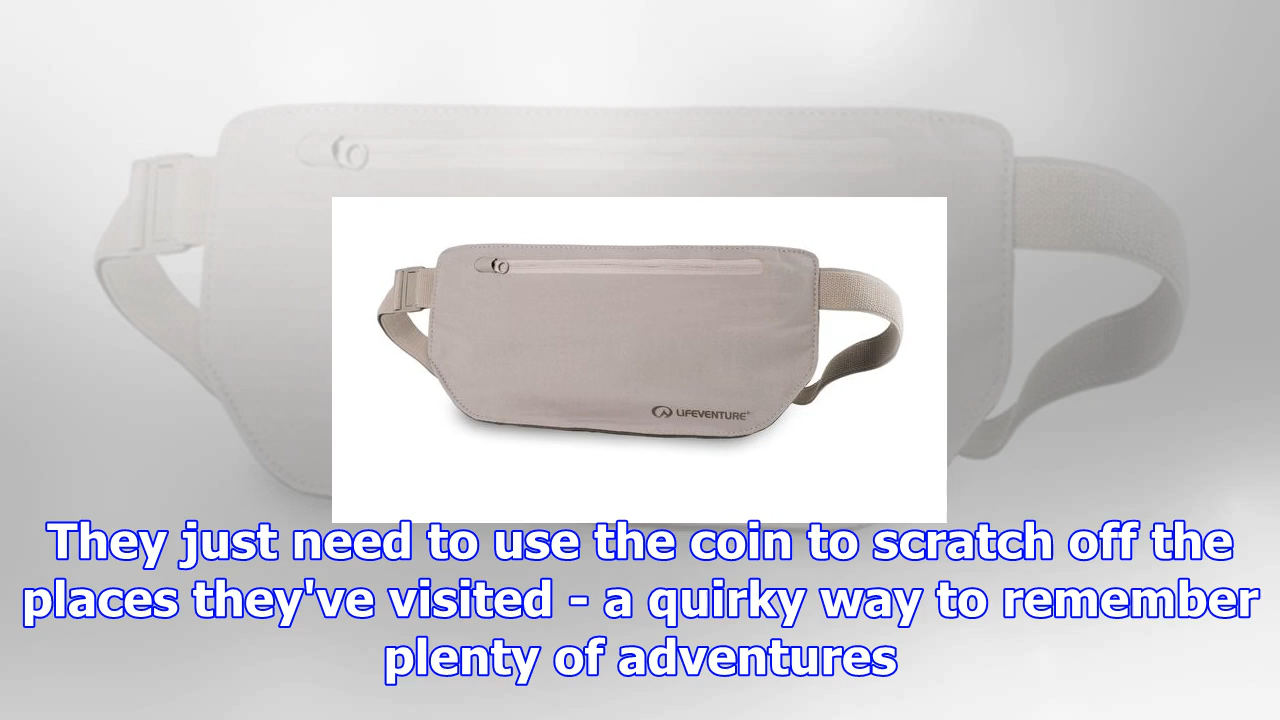 LIFEVENTURE®
They just need to use the coin to scratch off the
places they've visited - a quirky way to remember
plenty of adventures